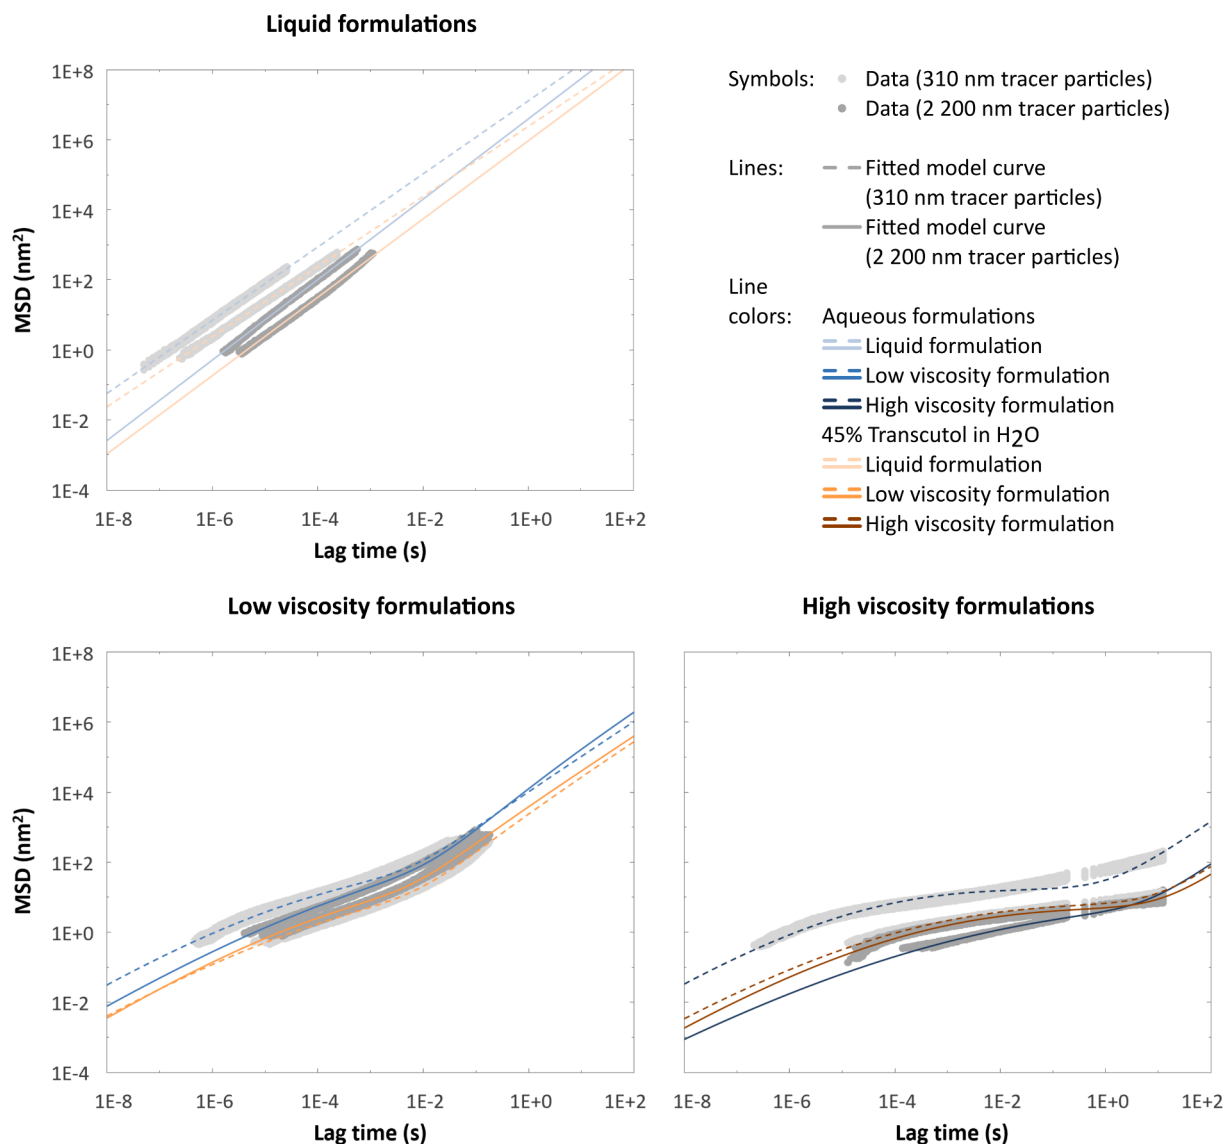 Liquid formulations
1E+8
1E+6
1E+4
1E+2
1E+0
1E-2
1E-4
MSD (nm²)
1E-8 1E-6 1E-4 1E-2 1E+0 1E+2
Lag time (s)
Symbols: Data (310 nm tracer particles)
Data (2 200 nm tracer particles)
Lines: Fitted model curve
(310 nm tracer particles)
Fitted model curve
(2 200 nm tracer particles)
Line
colors: Aqueous formulations
Liquid formulation
Low viscosity formulation
High viscosity formulation
45% Transcutol in H2O
Liquid formulation
Low viscosity formulation
High viscosity formulation
Low viscosity formulations
1E+8
1E+6
1E+4
1E+2
1E+0
1E-2
1E-4
MSD (nm²)
1E-8 1E-6 1E-4 1E-2 1E+0 1E+2
Lag time (s)
High viscosity formulations
1E-8 1E-6 1E-4 1E-2 1E+0 1E+2
Lag time (s)